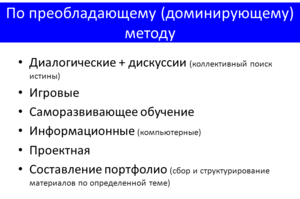 По преобладающему (доминирующему)
методу
• Диалогические + дискуссии (коллективный поиск
истины)
• Игровые
• Саморазвивающее обучение
• Информационные (компьютерные)
• Проектная
• Составление портфолио (сбор и структурирование
материалов по определенной теме)